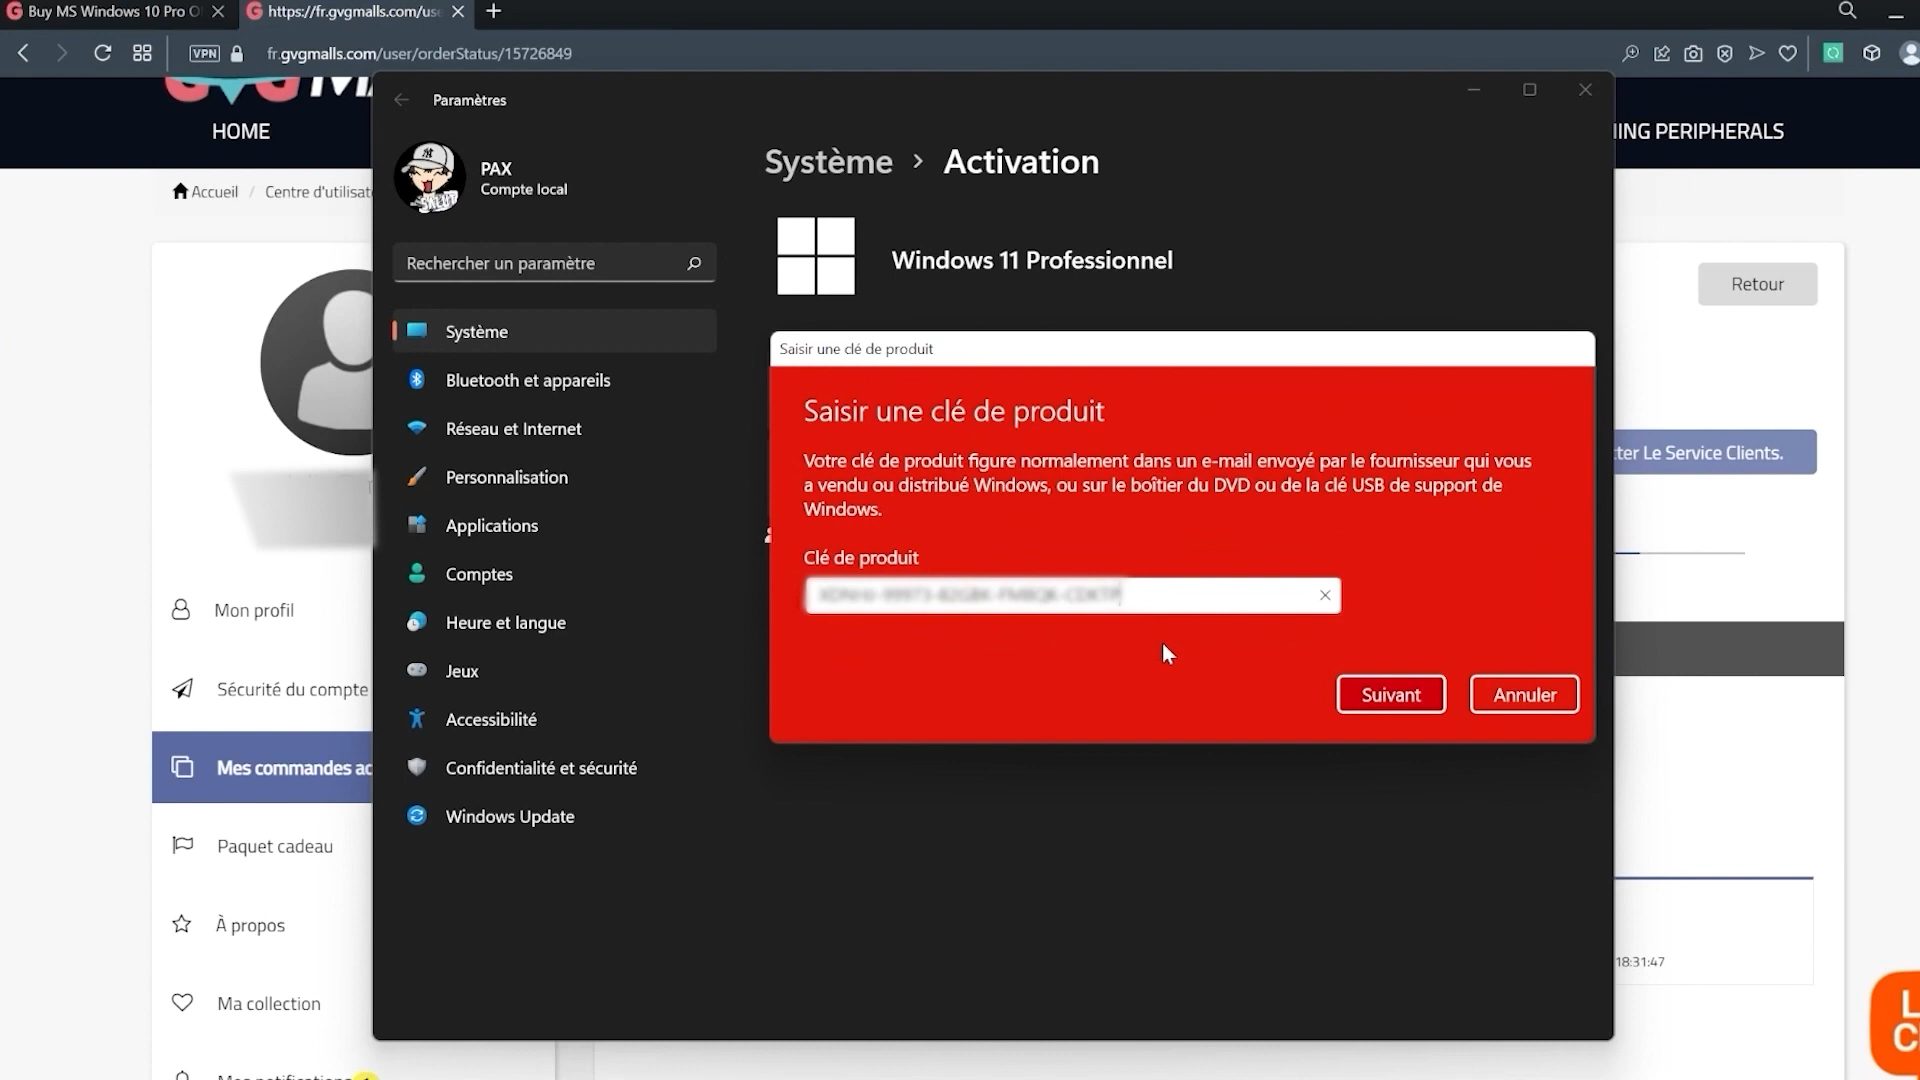 Buy MS Windows 10 Pro O
https://fr.gvgmalls.com/use
VPN
fr.gvgmalls.com/user/orderStatus/15726849
HOME
ING PERIPHERALS
Accueil / Centre d'utilisat
Retour
ter Le Service Clients.
Mon profil
Sécurité du compte
Mes commandes ac
Paquet cadeau
À propos
Ma collection
18:31:47
L
C
Paramètres
PAX
Compte local
Rechercher un paramètre
Système
Bluetooth et appareils
Réseau et Internet
Personnalisation
Applications
Comptes
Heure et langue
Jeux
Accessibilité
Confidentialité et sécurité
Windows Update
Système > Activation
Windows 11 Professionnel
Saisir une clé de produit
Saisir une clé de produit
Votre clé de produit figure normalement dans un e-mail envoyé par le fournisseur qui vous
a vendu ou distribué Windows, ou sur le boîtier du DVD ou de la clé USB de support de
Windows.
Clé de produit
Suivant
Annuler